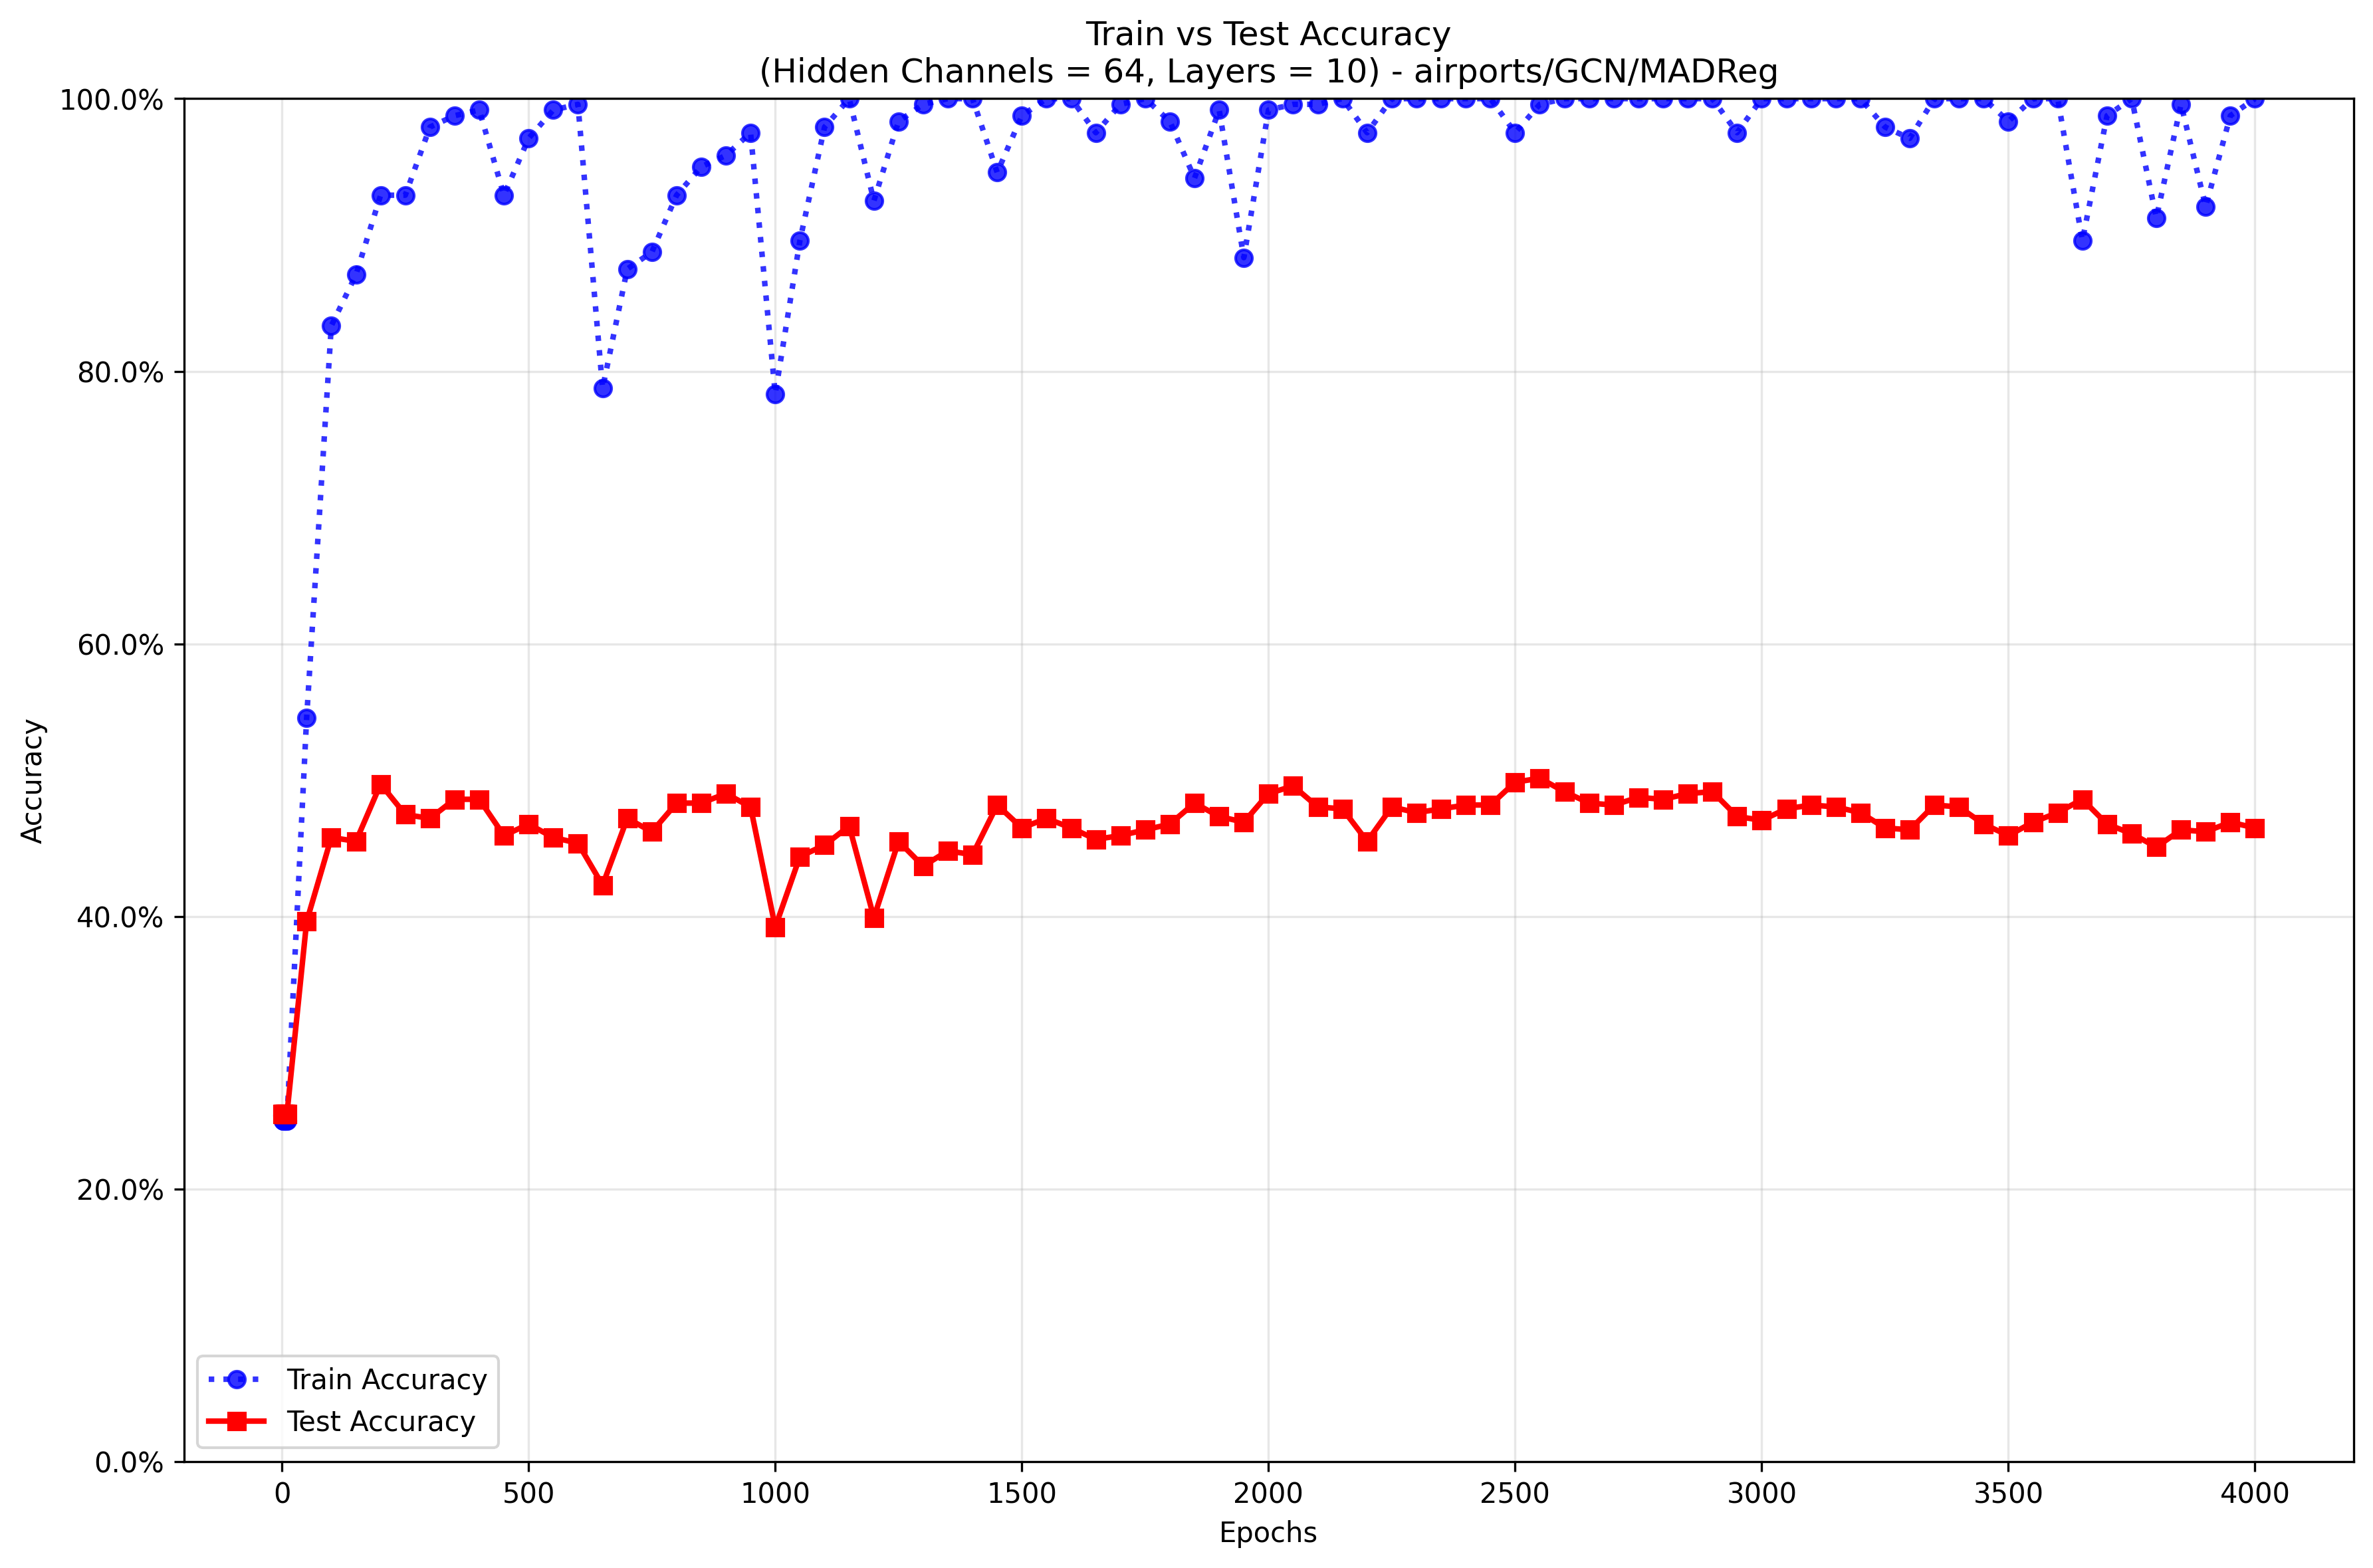 Train vs Test Accuracy
(Hidden Channels = 64, Layers = 10) - airports/GCN/MADReg
100.0%
80.0%
60.0%
40.0%
20.0%
0.0%
Accuracy
Train Accuracy
Test Accuracy
0 500 1000 1500 2000 2500 3000 3500 4000
Epochs